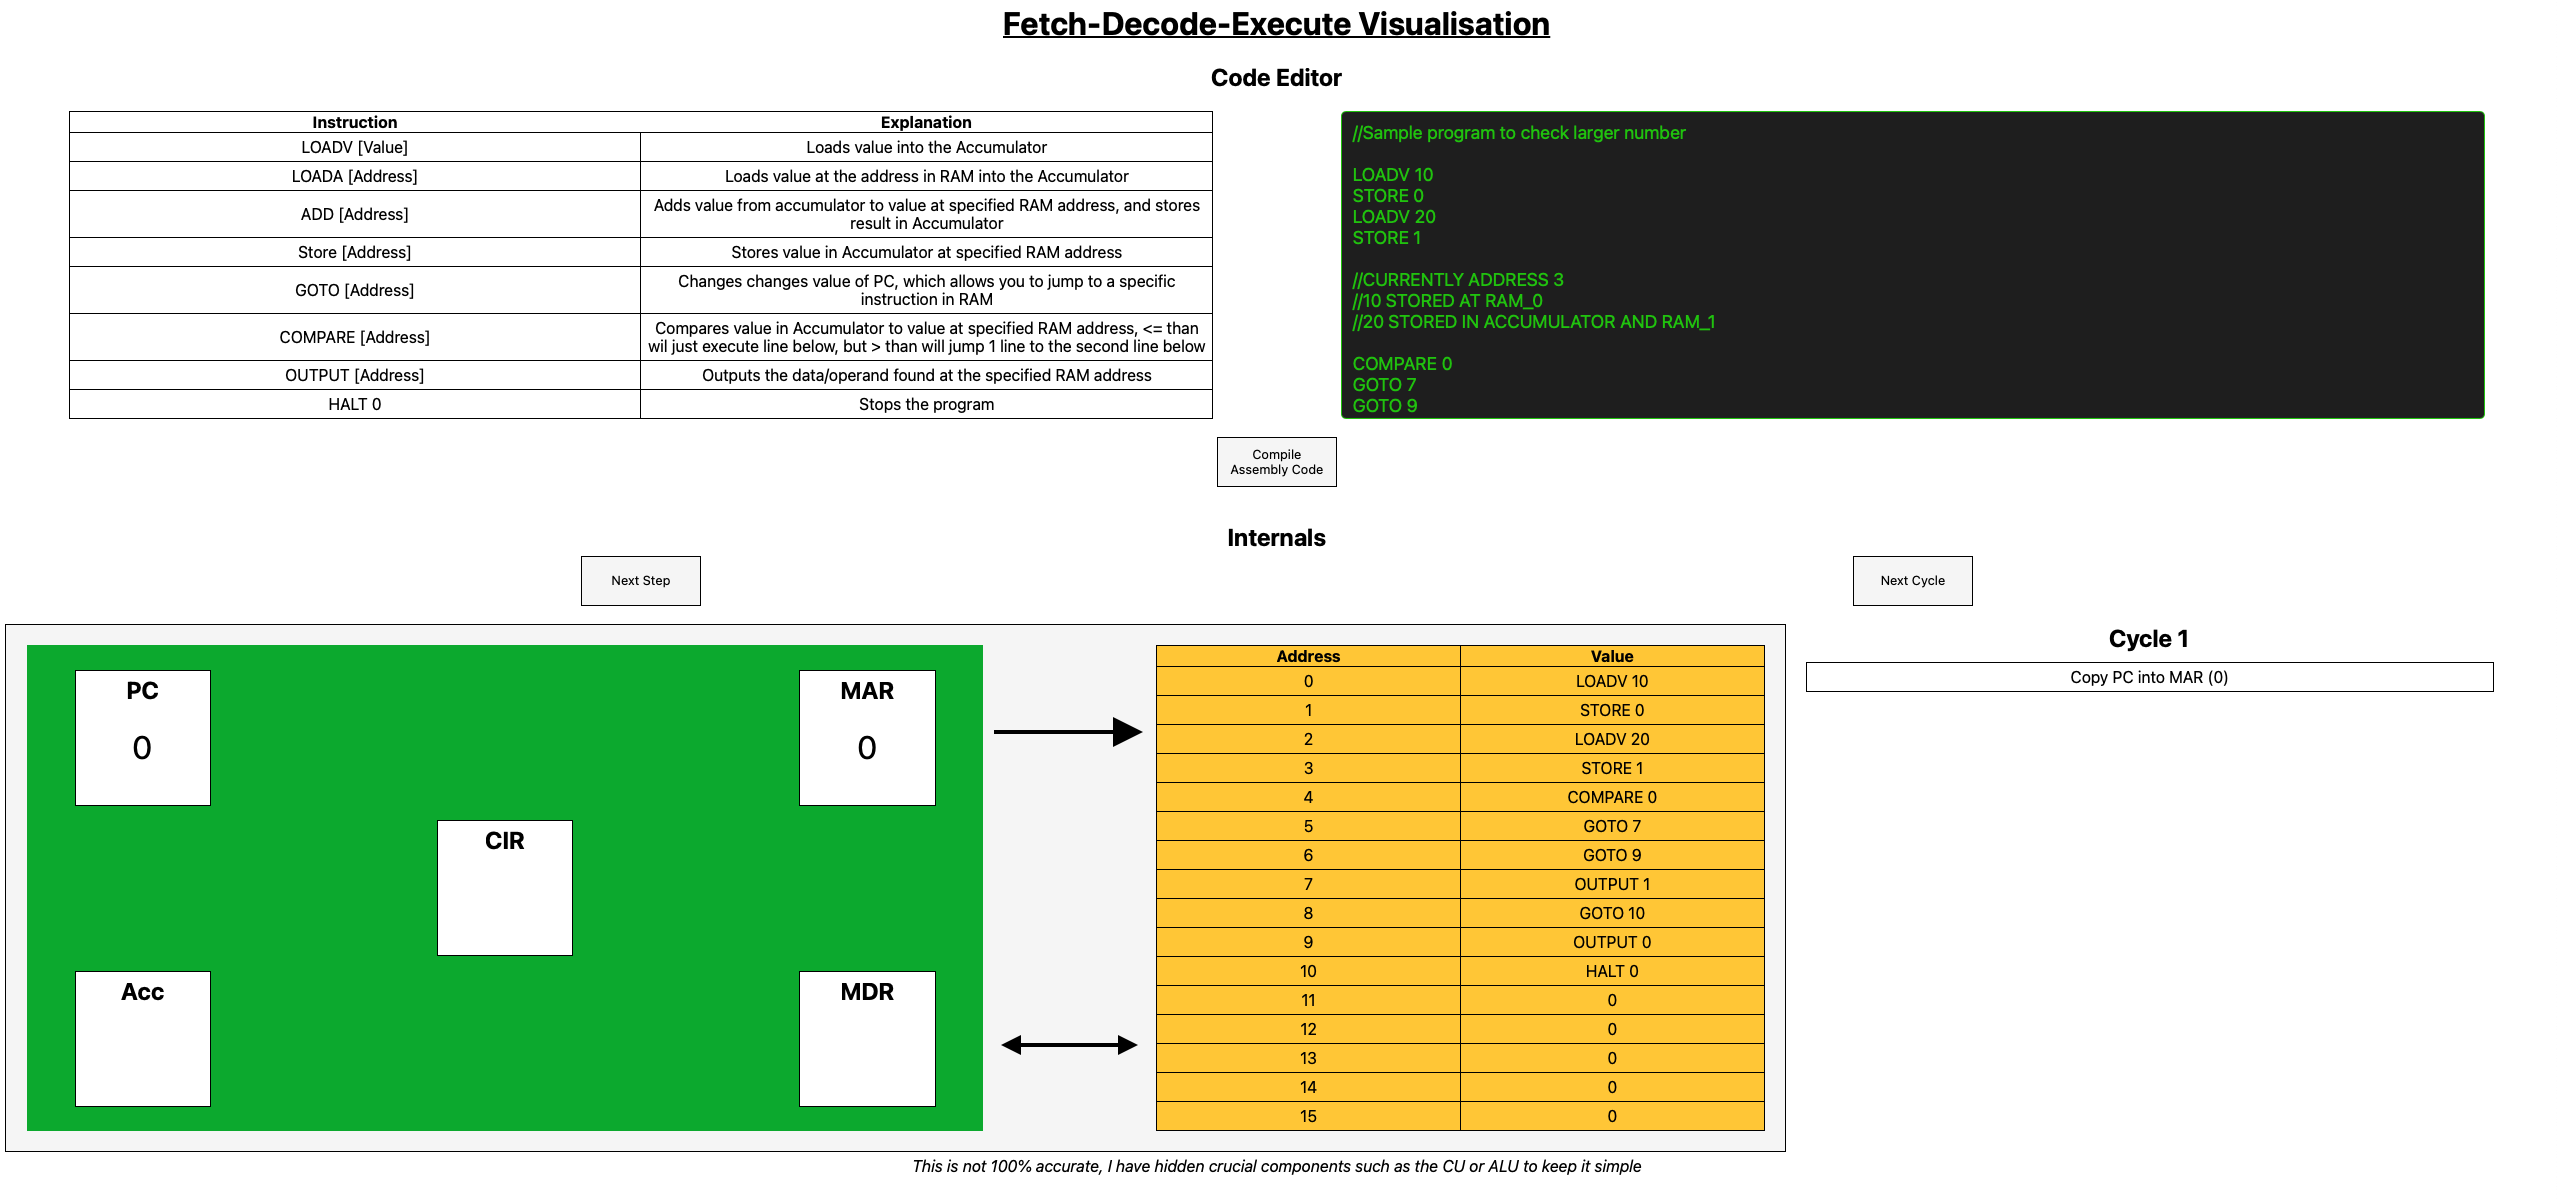 Fetch-Decode-Execute Visualisation
Code Editor
Instruction Explanation
LOADV [Value] Loads value into the Accumulator
LOADA [Address] Loads value at the address in RAM into the Accumulator
ADD [Address] Adds value from accumulator to value at specified RAM address, and stores
result in Accumulator
Store [Address] Stores value in Accumulator at specified RAM address
GOTO [Address] Changes changes value of PC, which allows you to jump to a specific
instruction in RAM
COMPARE [Address] Compares value in Accumulator to value at specified RAM address, <= than
wil just execute line below, but > than will jump 1 line to the second line below
OUTPUT [Address] Outputs the data/operand found at the specified RAM address
HALT 0 Stops the program
//Sample program to check larger number
LOADV 10
STORE 0
LOADV 20
STORE 1
//CURRENTLY ADDRESS 3
//10 STORED AT RAM_0
//20 STORED IN ACCUMULATOR AND RAM_1
COMPARE 0
GOTO 7
GOTO 9
Compile
Assembly Code
Internals
Next Step
Next Cycle
PC
0
MAR
0
CIR
Acc
MDR
Address Value
0 LOADV 10
1 STORE 0
2 LOADV 20
3 STORE 1
4 COMPARE 0
5 GOTO 7
6 GOTO 9
7 OUTPUT 1
8 GOTO 10
9 OUTPUT 0
10 HALT 0
11 0
12 0
13 0
14 0
15 0
Cycle 1
Copy PC into MAR (0)
This is not 100% accurate, I have hidden crucial components such as the CU or ALU to keep it simple